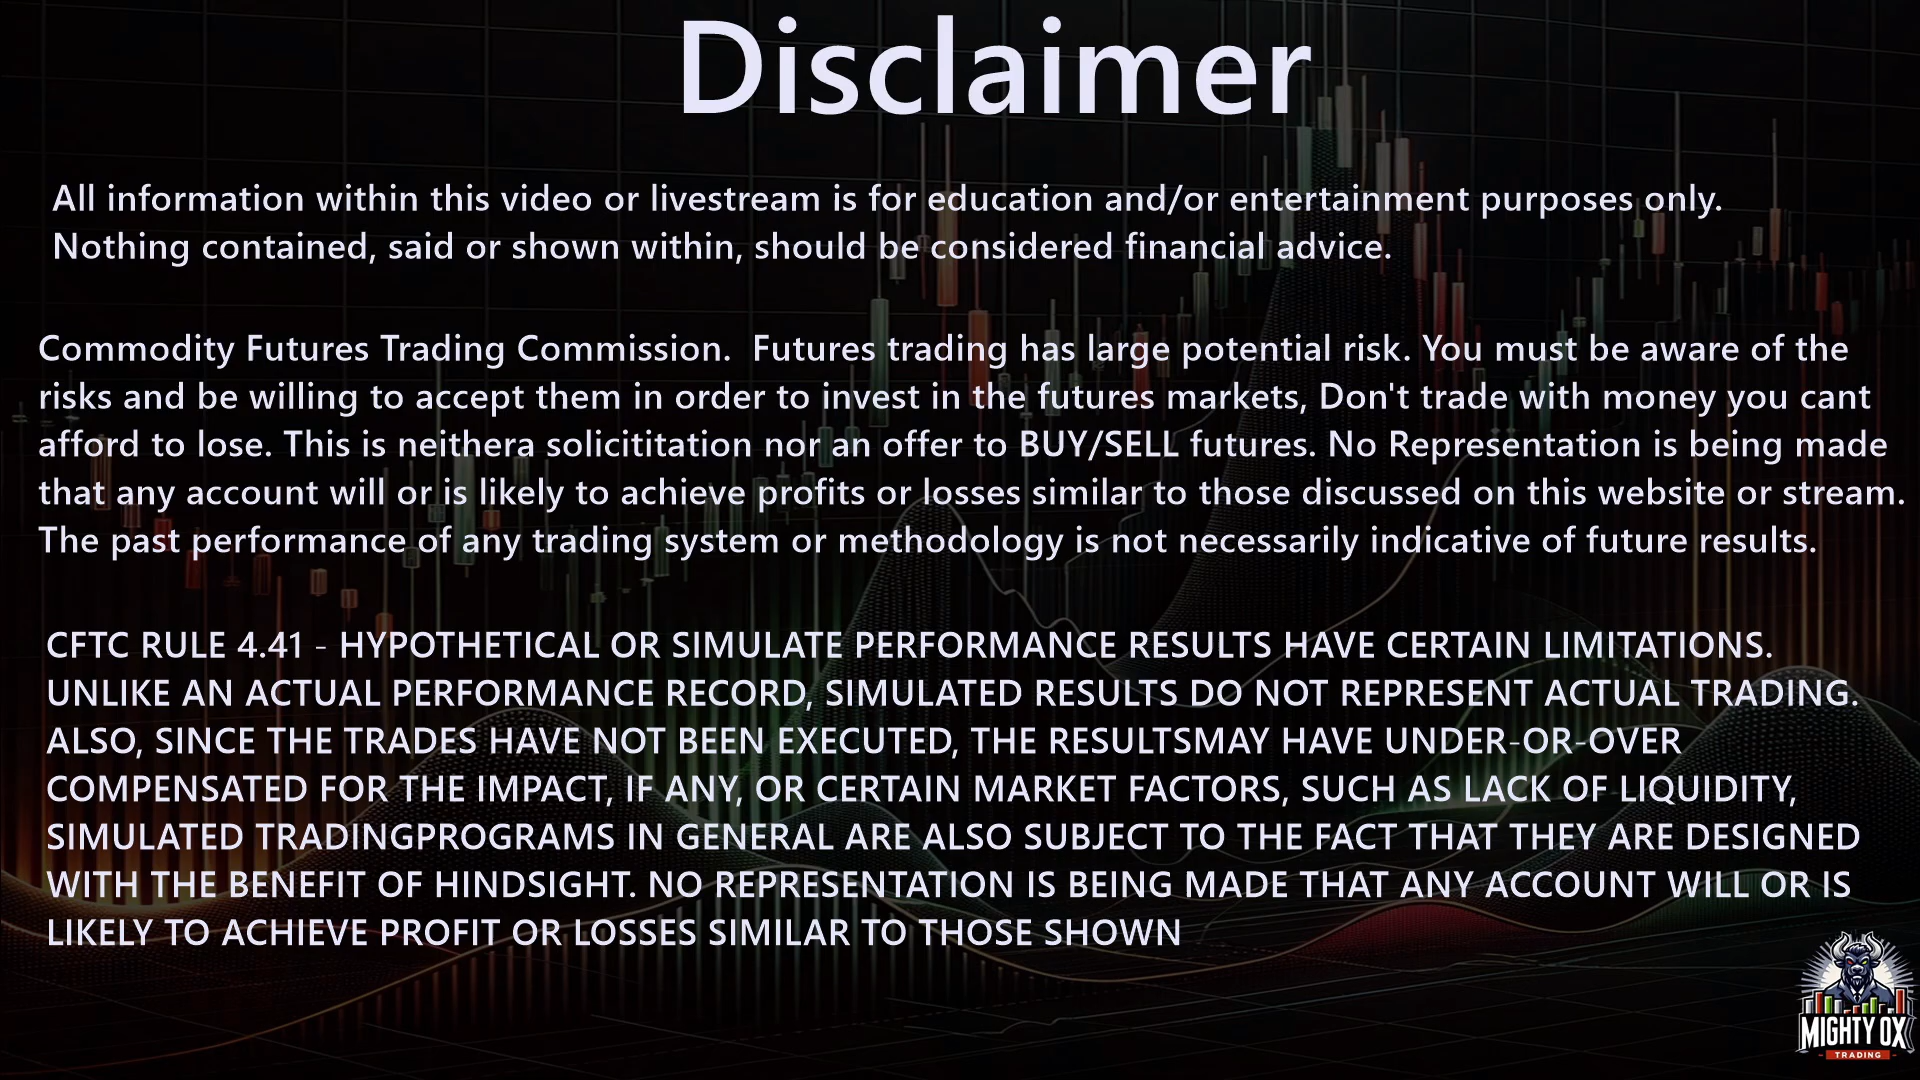 Disclaimer
All information within this video or livestream is for education and/or entertainment purposes only.
Nothing contained, said or shown within, should be considered financial advice.
Commodity Futures Trading Commission.  Futures trading has large potential risk. You must be aware of the
risks and be willing to accept them in order to invest in the futures markets, Don't trade with money you cant
afford to lose. This is neithera solicititation nor an offer to BUY/SELL futures. No Representation is being made
that any account will or is likely to achieve profits or losses similar to those discussed on this website or stream.
The past performance of any trading system or methodology is not necessarily indicative of future results.
CFTC RULE 4.41 - HYPOTHETICAL OR SIMULATE PERFORMANCE RESULTS HAVE CERTAIN LIMITATIONS.
UNLIKE AN ACTUAL PERFORMANCE RECORD, SIMULATED RESULTS DO NOT REPRESENT ACTUAL TRADING.
ALSO, SINCE THE TRADES HAVE NOT BEEN EXECUTED, THE RESULTSMAY HAVE UNDER-OR-OVER
COMPENSATED FOR THE IMPACT, IF ANY, OR CERTAIN MARKET FACTORS, SUCH AS LACK OF LIQUIDITY,
SIMULATED TRADINGPROGRAMS IN GENERAL ARE ALSO SUBJECT TO THE FACT THAT THEY ARE DESIGNED
WITH THE BENEFIT OF HINDSIGHT. NO REPRESENTATION IS BEING MADE THAT ANY ACCOUNT WILL OR IS
LIKELY TO ACHIEVE PROFIT OR LOSSES SIMILAR TO THOSE SHOWN
MIGHTY OX
TRADING